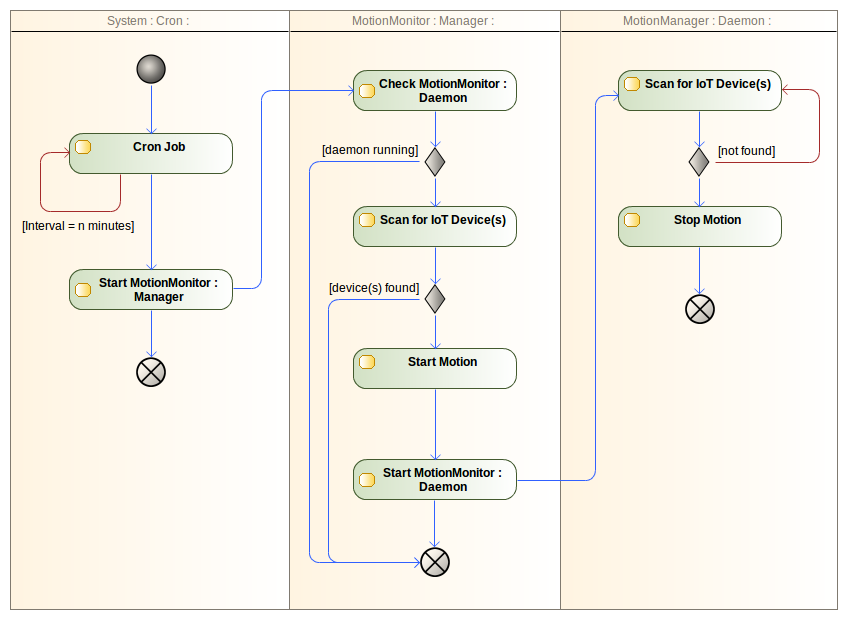 System : Cron :
MotionMonitor : Manager :
MotionManager : Daemon :
Cron Job
[Interval = n minutes]
Start MotionMonitor :
Manager
Check MotionMonitor :
Daemon
[daemon running]
Scan for IoT Device(s)
[device(s) found]
Start Motion
Start MotionMonitor :
Daemon
Scan for IoT Device(s)
[not found]
Stop Motion